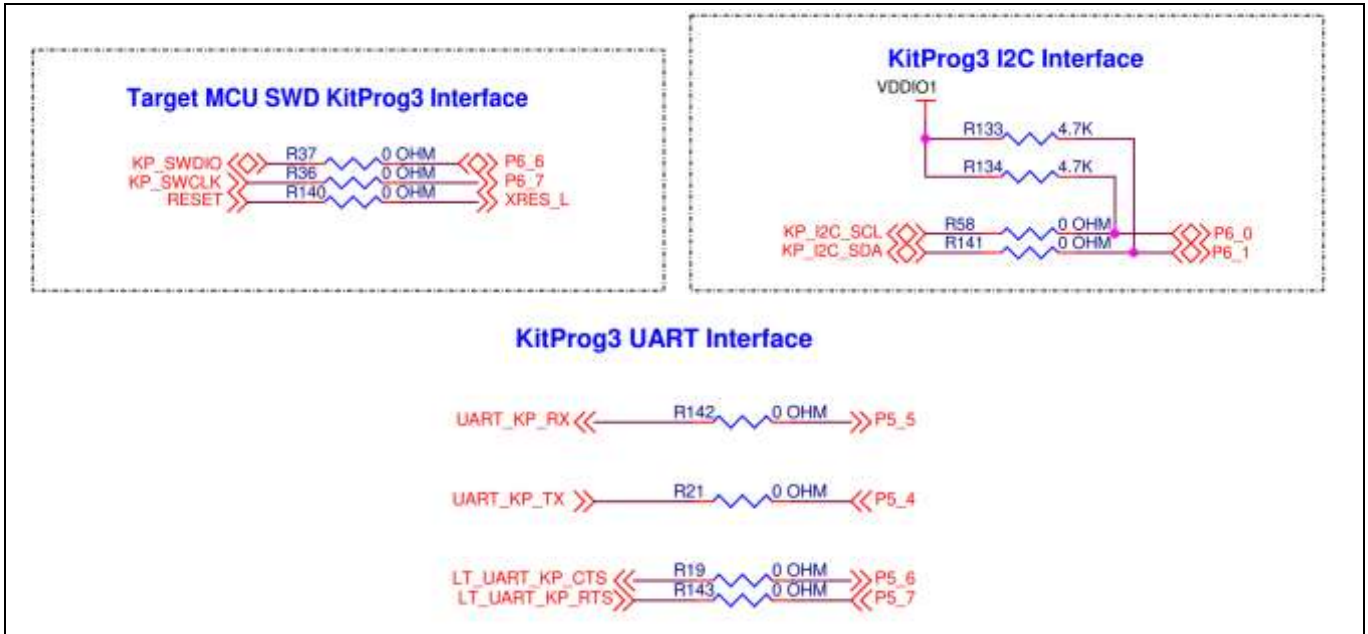 Target MCU SWD KitProg3 Interface
KP_SWDIO R37 0 OHM P6_6
KP_SWCLK R36 0 OHM P6_7
RESET R140 0 OHM XRES_L
KitProg3 I2C Interface
VDDIO1
R133 4.7K
R134 4.7K
KP_I2C_SCL R58 0 OHM P6_0
KP_I2C_SDA R141 0 OHM P6_1
KitProg3 UART Interface
UART_KP_RX R142 0 OHM P5_5
UART_KP_TX R21 0 OHM P5_4
LT_UART_KP_CTS R19 0 OHM P5_6
LT_UART_KP_RTS R143 0 OHM P5_7